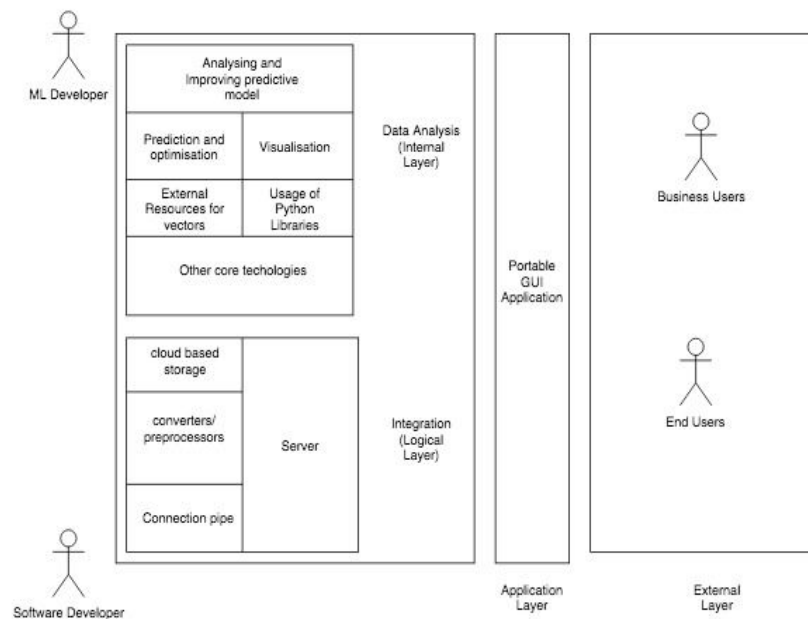 ML Developer
Analysing and
Improving predictive
model
Prediction and
optimisation
Visualisation
External
Resources for
vectors
Usage of
Python
Libraries
Other core techologies
Data Analysis
(Internal
Layer)
cloud based
storage
converters/
preprocessors
Connection pipe
Server
Integration
(Logical
Layer)
Software Developer
Portable
GUI
Application
Application
Layer
Business Users
End Users
External
Layer